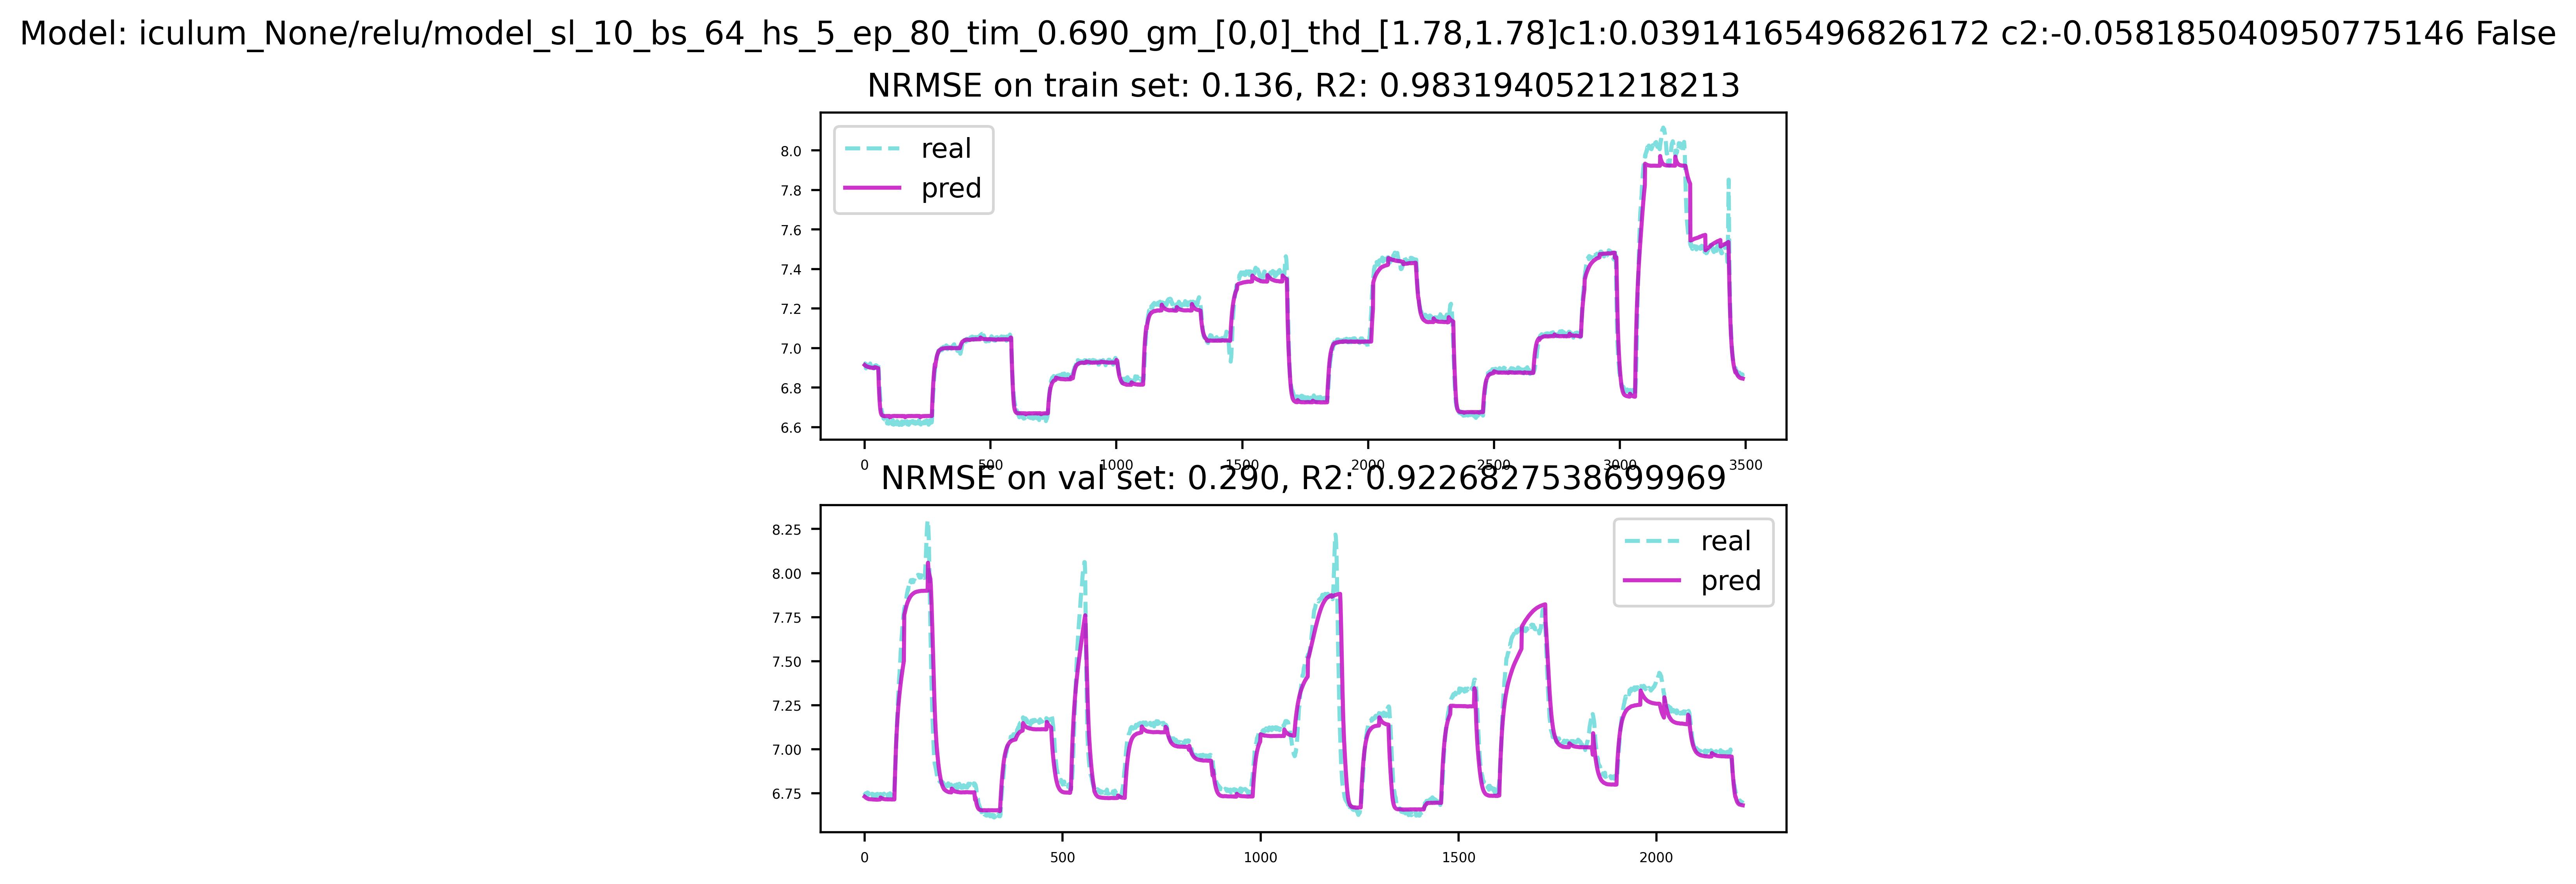 Model: iculum_None/relu/model_sl_10_bs_64_hs_5_ep_80_tim_0.690_gm_[0,0]_thd_[1.78,1.78]c1:0.03914165496826172 c2:-0.058185040950775146 False
NRMSE on train set: 0.136, R2: 0.9831940521218213
real
pred
8.0
7.8
7.6
7.4
7.2
7.0
6.8
6.6
0 500 1000 1500 2000 2500 3000 3500
NRMSE on val set: 0.290, R2: 0.9226827538699969
real
pred
8.25
8.00
7.75
7.50
7.25
7.00
6.75
0 500 1000 1500 2000